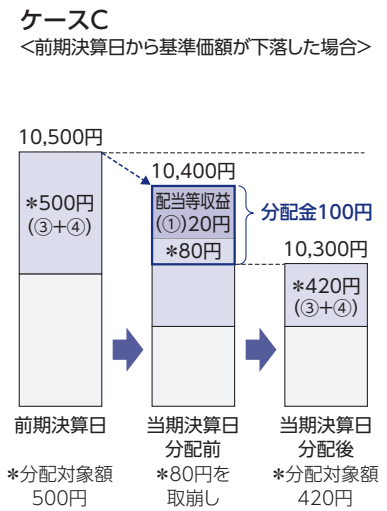 ケースC
<前期決算日から基準価額が下落した場合>
10,500円
10,400円
*500円
(③+④)
配当等収益
(①)20円
*80円
分配金100円
10,300円
*420円
(③+④)
前期決算日
当期決算日
分配前
当期決算日
分配後
*分配対象額
500円
*80円を
取崩し
*分配対象額
420円